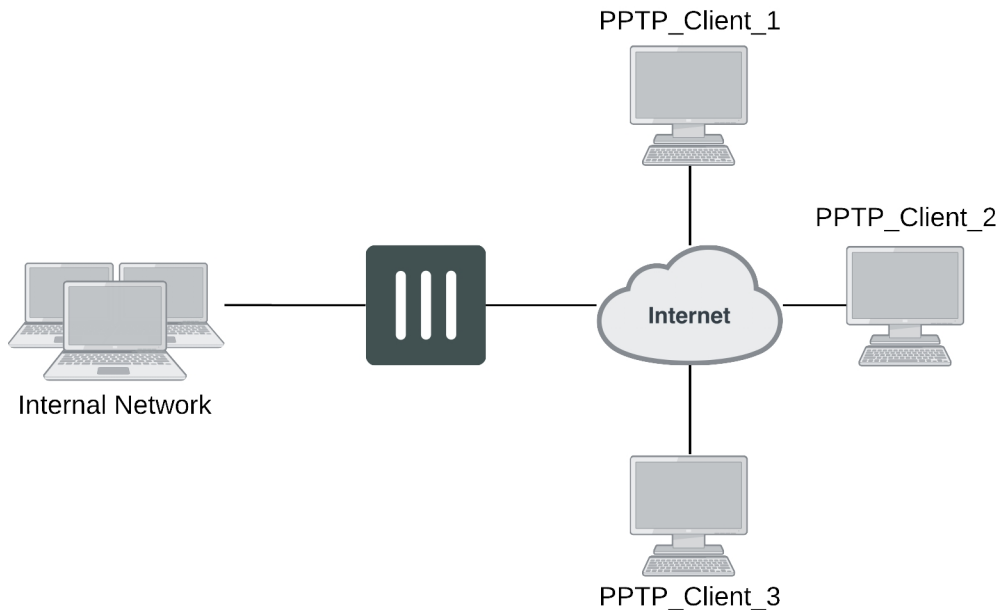 PPTP_Client_1
PPTP_Client_2
Internet
Internal Network
PPTP_Client_3